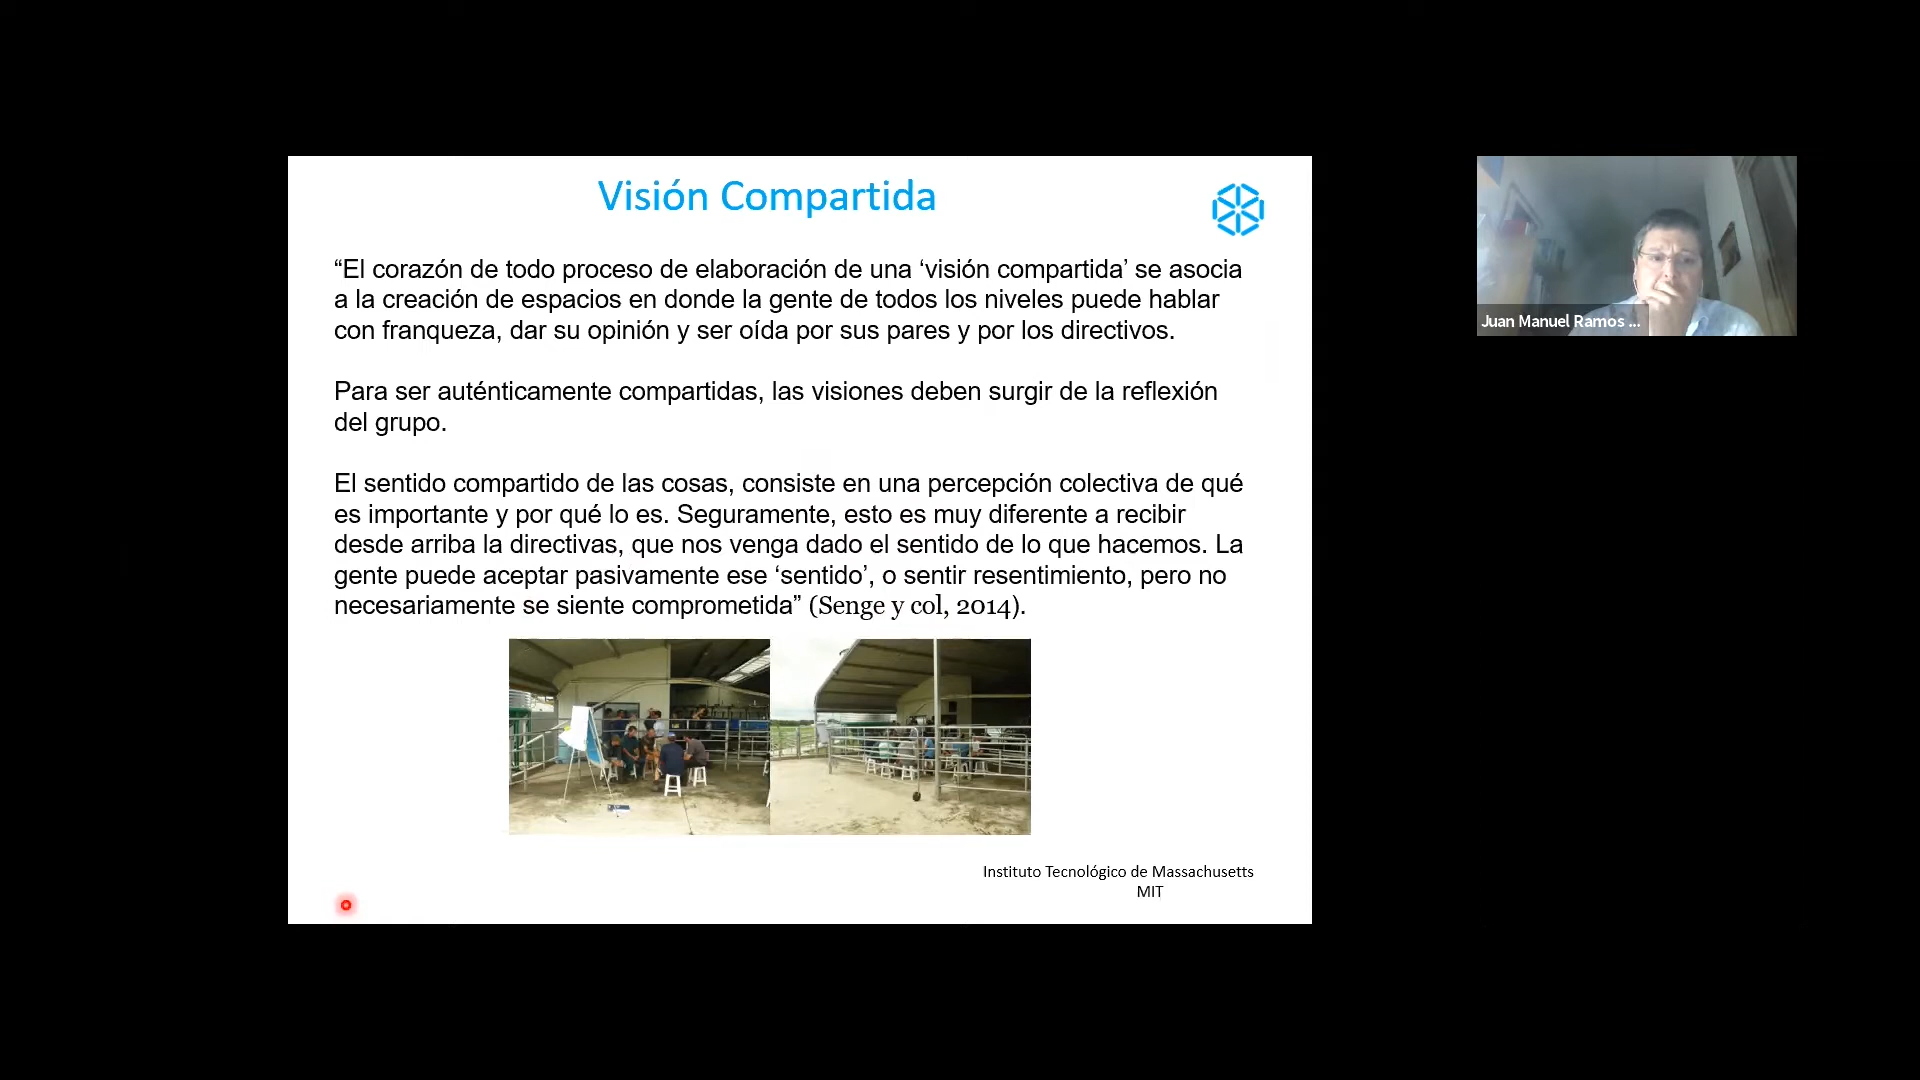 Visión Compartida
“El corazón de todo proceso de elaboración de una ‘visión compartida’ se asocia
a la creación de espacios en donde la gente de todos los niveles puede hablar
con franqueza, dar su opinión y ser oída por sus pares y por los directivos.
Para ser auténticamente compartidas, las visiones deben surgir de la reflexión
del grupo.
El sentido compartido de las cosas, consiste en una percepción colectiva de qué
es importante y por qué lo es. Seguramente, esto es muy diferente a recibir
desde arriba la directivas, que nos venga dado el sentido de lo que hacemos. La
gente puede aceptar pasivamente ese ‘sentido’, o sentir resentimiento, pero no
necesariamente se siente comprometida” (Senge y col, 2014).
Instituto Tecnológico de Massachusetts
MIT
Juan Manuel Ramos ...